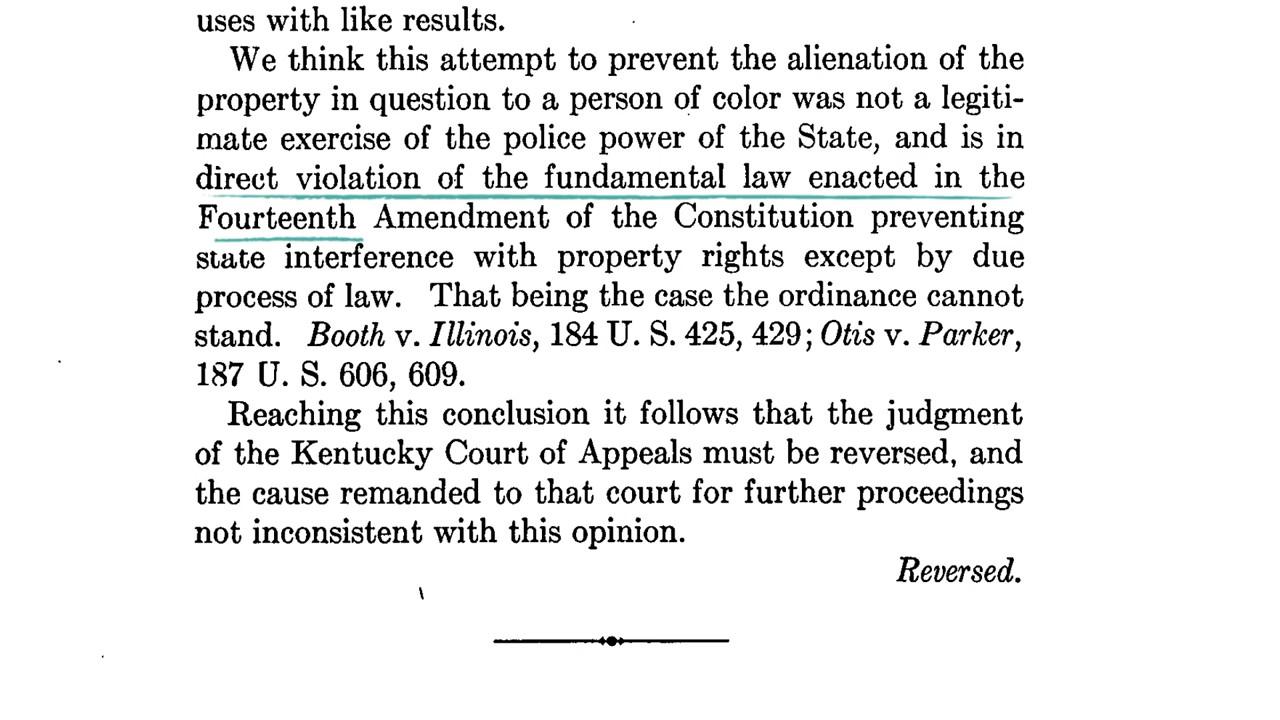 uses with like results.
We think this attempt to prevent the alienation of the
property in question to a person of color was not a legiti-
mate exercise of the police power of the State, and is in
direct violation of the fundamental law enacted in the
Fourteenth Amendment of the Constitution preventing
state interference with property rights except by due
process of law. That being the case the ordinance cannot
stand. Booth v. Illinois, 184 U. S. 425, 429; Otis v. Parker,
187 U. S. 606, 609.
Reaching this conclusion it follows that the judgment
of the Kentucky Court of Appeals must be reversed, and
the cause remanded to that court for further proceedings
not inconsistent with this opinion.
Reversed.